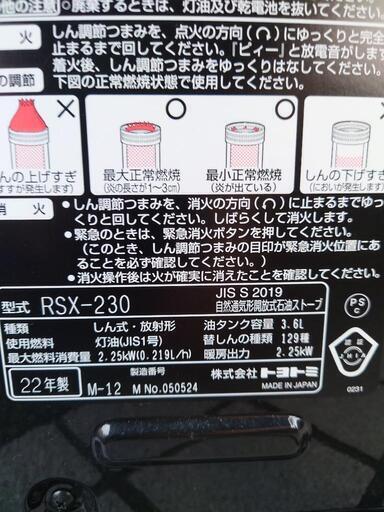 他の注意 ○廃棄するときは、灯油及び乾電池を抜いてください
火
しん調節つまみを、点火の方向(⋂)にゆっくりと完全
止まるまで回してください。「ピィー」と放電音がします
着火後、しん調節つまみをゆっくりはなしてください。
の調節
下図の正常燃焼状態で使用してください。
しんの上げすぎ
(すすが発生します)
最大正常燃焼
(炎の長さが1〜3cm)
最小正常燃焼
(炎が出ている)
しんの下げすぎ
(においが発生します)
消 火
●しん調節つまみを、消火の方向(⋂)に止まるまでゆっ
くりと回してください。しばらくして消火します。
●緊急のときは、緊急消火ボタンを押してください。
(このとき、しん調節つまみの目印が緊急消火位置にあ
ることを必ず確認してください。)
●消火操作後は火が確実に消えたことを確認してください
型式 RSX-230
JIS S 2019
自然通気形開放式石油ストーブ
種類 しん式・放射形 油タンク容量 3.6L
使用燃料 灯油(JIS1号) 替しんの種類 129種
最大燃料消費量 2.25kW(0.219L/h) 暖房出力 2.25kW
22年製
製造番号
M-12 M No.050524
株式会社トヨトミ
MADE IN JAPAN
PS
C
認証
0231